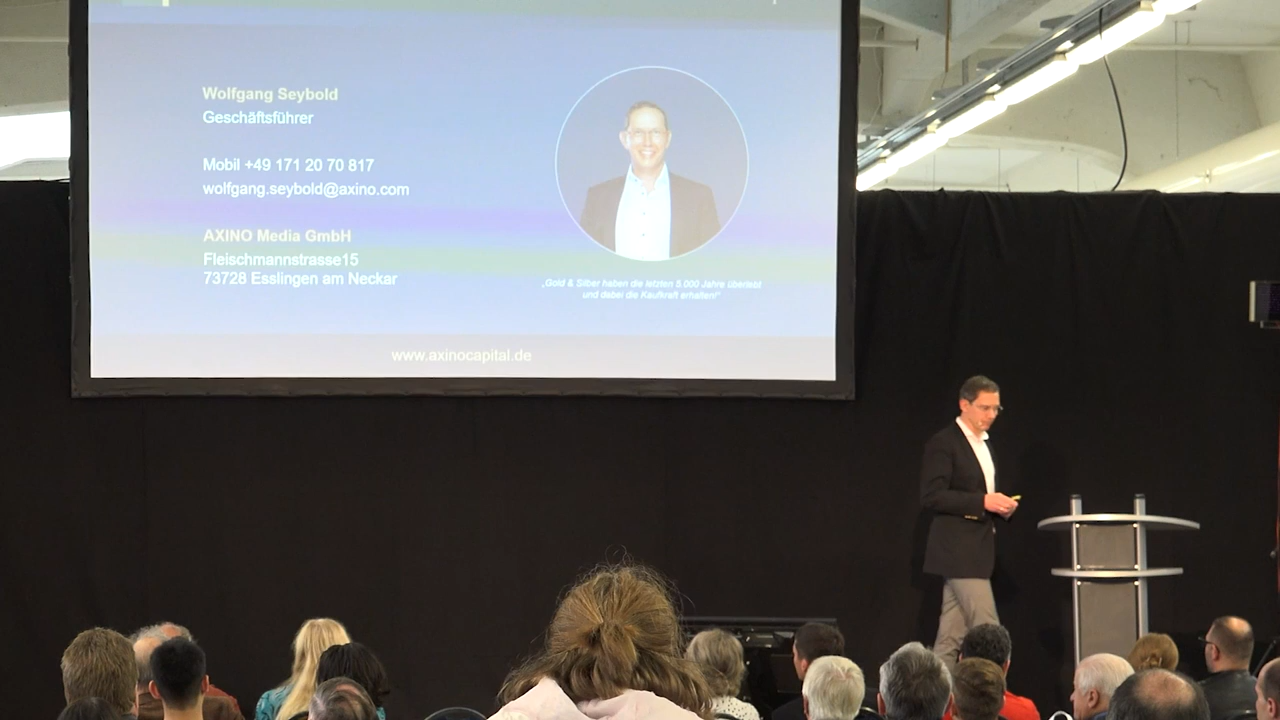 Wolfgang Seybold
Geschäftsführer
Mobil +49 171 20 70 817
wolfgang.seybold@axino.com
AXINO Media GmbH
Fleischmannstrasse15
73728 Esslingen am Neckar
„Gold & Silber haben die letzten 5.000 Jahre überlebt
und dabei die Kaufkraft erhalten!"
www.axinocapital.de